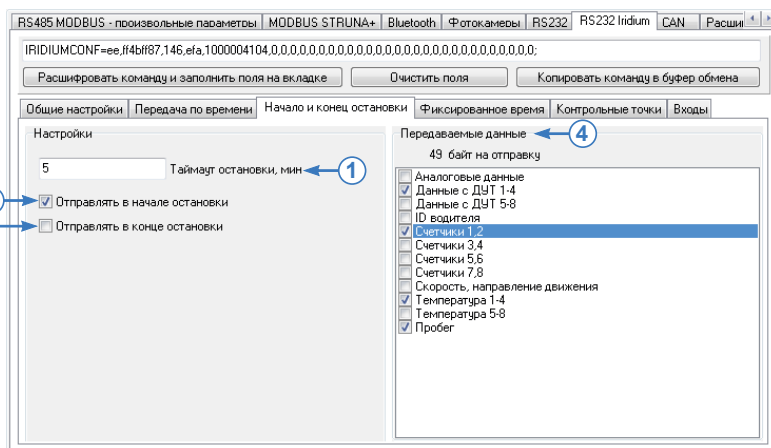 RS485 MODBUS - произвольные параметры MODBUS STRUNA+ Bluetooth Фотокамеры RS232 RS232 Iridium CAN
IRIDIUMCONF=ee,ff4bff87,146,efa,1000004104,0,0,0,0,0,0,0,0,0,0,0,0,0,0,0,0,0,0,0,0,0,0,0,0,0,0,0,0,0,0,0,0;
Расшифровать команду и заполнить поля на вкладке Очистить поля Копировать команду в буфер обмена
Общие настройки Передача по времени Начало и конец остановки Фиксированное время Контрольные точки Входы
Настройки
5 Таймаут остановки, мин 1
Отправлять в начале остановки
Отправлять в конце остановки
Передаваемые данные 4
49 байт на отправку
Аналоговые данные
Данные с ДУТ 1-4
Данные с ДУТ 5-8
ID водителя
Счетчики 1,2
Счетчики 3,4
Счетчики 5,6
Счетчики 7,8
Скорость, направление движения
Температура 1-4
Температура 5-8
Пробег